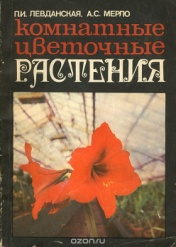 П.И. ЛЕВДАНСКАЯ, А.С. МЕРЛО
КОМНАТНЫЕ
ЦВЕТОЧНЫЕ
РАСТЕНИЯ
ozon.ru